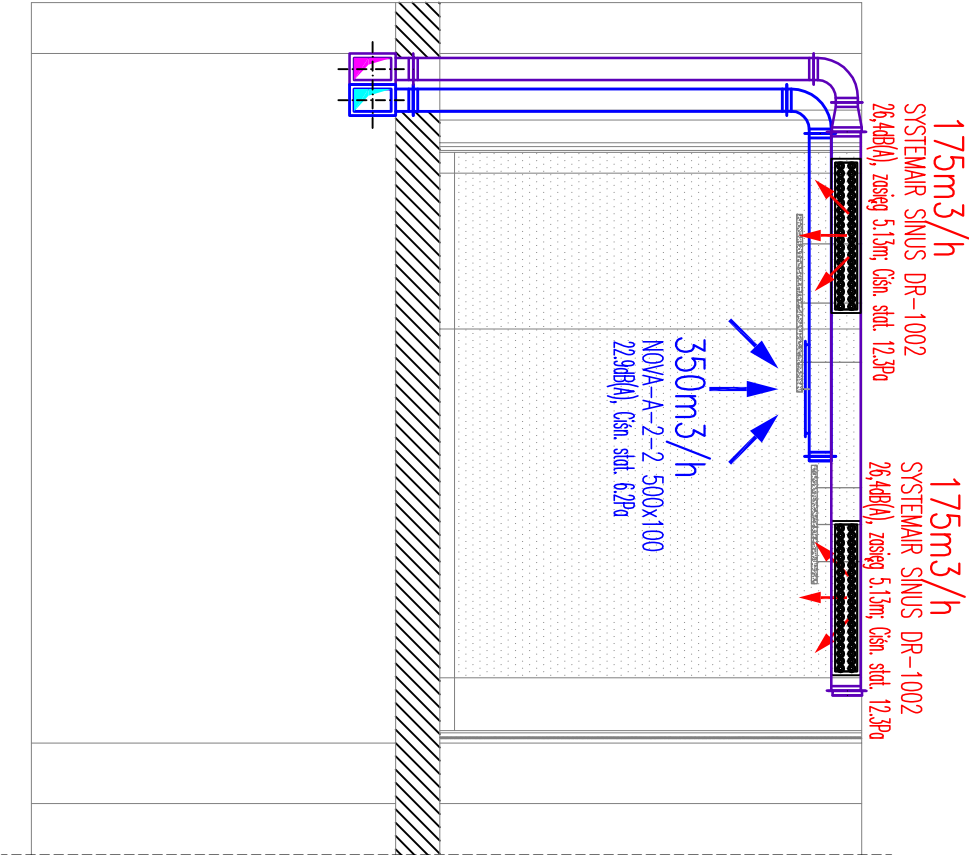 175m3/h
SYSTEMAIR SINUS DR-1002
26,4dB(A), zasięg 5.13m; Ciśn. stat. 12.3Pa
350m3/h
NOVA-A-2-2 500x100
22.9dB(A), Ciśn. stat. 6.2Pa
175m3/h
SYSTEMAIR SINUS DR-1002
26,4dB(A), zasięg 5.13m; Ciśn. stat. 12.3Pa